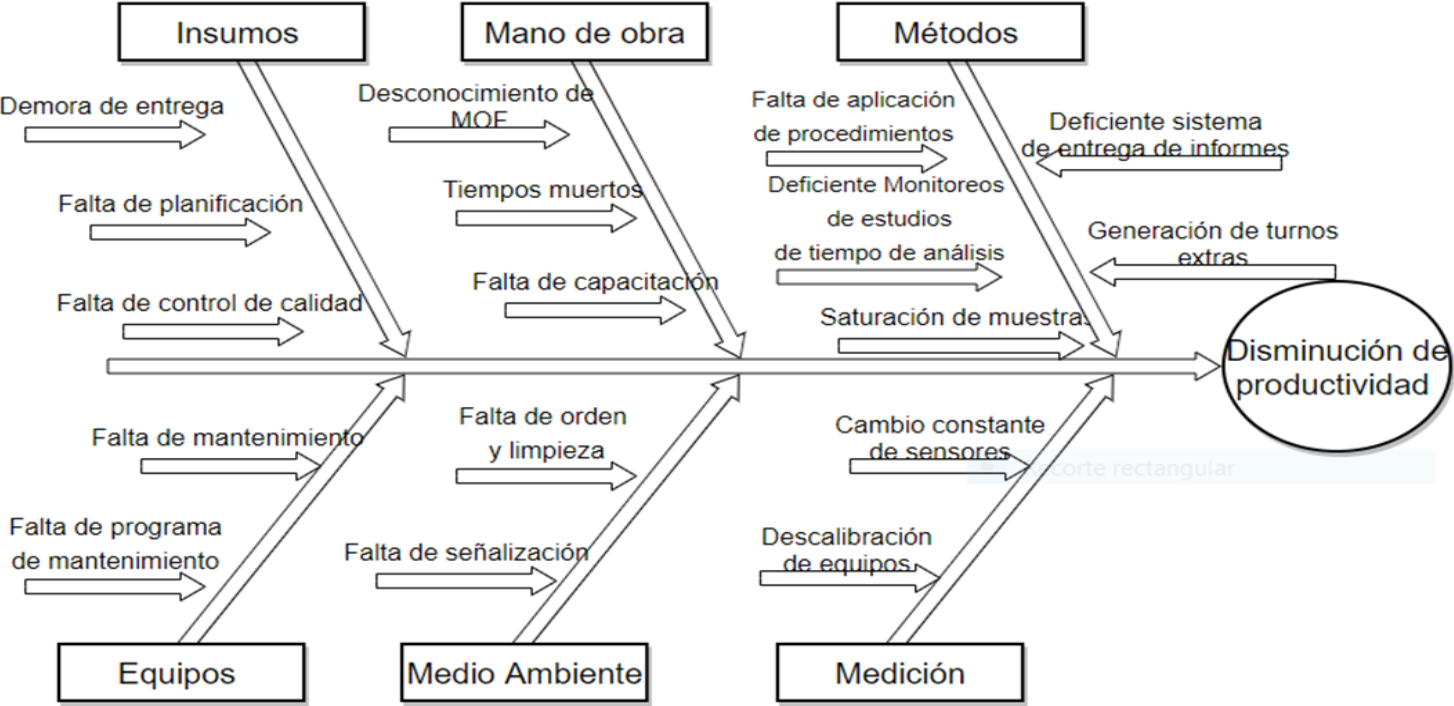 Insumos
Mano de obra
Métodos
Demora de entrega
Falta de planificación
Falta de control de calidad
Desconocimiento de
MOF
Tiempos muertos
Falta de capacitación
Falta de aplicación
de procedimientos
Deficiente Monitoreos
de estudios
de tiempo de análisis
Saturación de muestras
Deficiente sistema
de entrega de informes
Generación de turnos
extras
Disminución de
productividad
Falta de mantenimiento
Falta de programa
de mantenimiento
Falta de orden
y limpieza
Falta de señalización
Cambio constante
de sensores
Recorte rectangular
Descalibración
de equipos
Equipos
Medio Ambiente
Medición